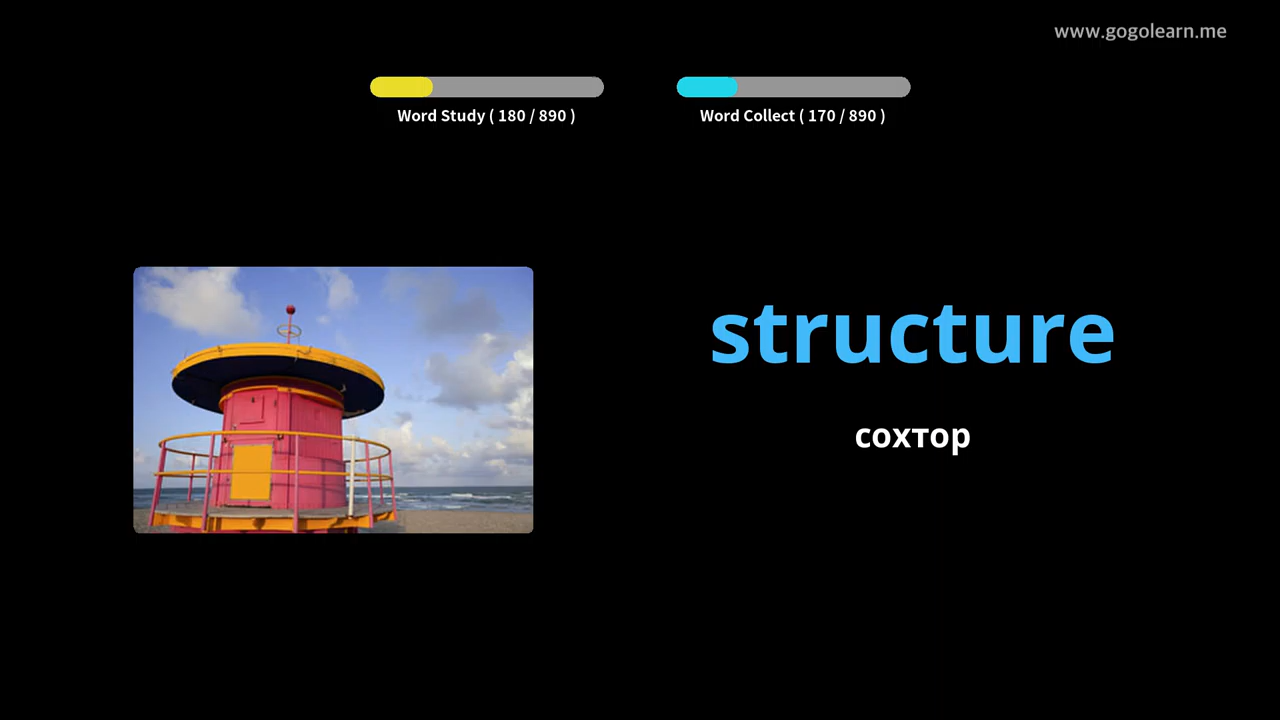 www.gogolearn.me
Word Study ( 180 / 890 )
Word Collect ( 170 / 890 )
structure
сохтор